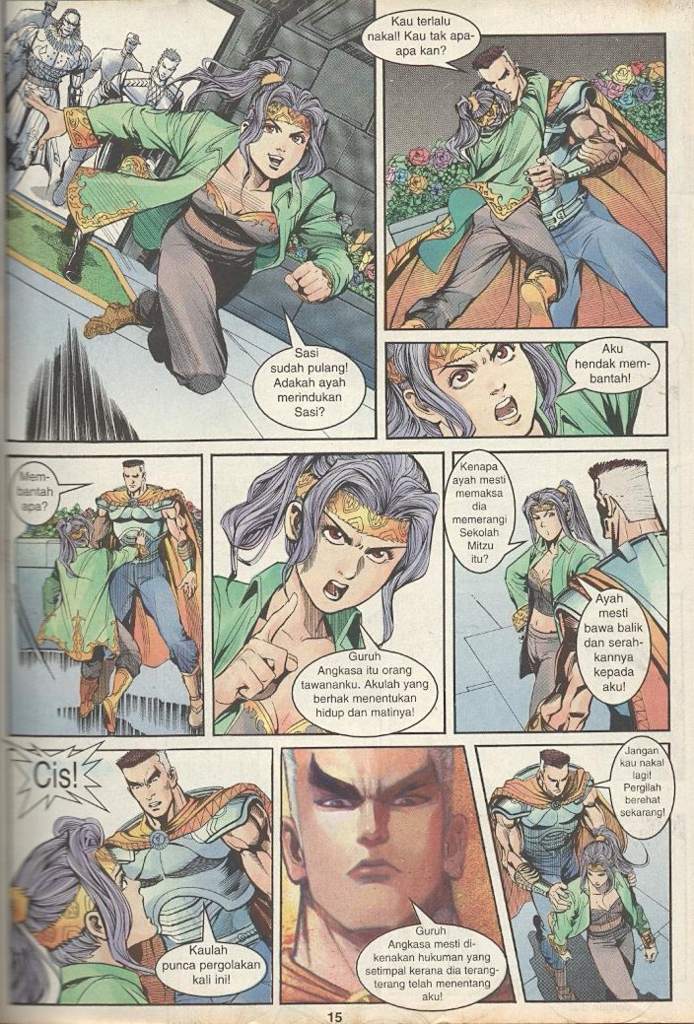 Sasi
sudah pulang!
Adakah ayah
merindukan
Sasi?
Kau terlalu
nakal! Kau tak apa-
apa kan?
Aku
hendak mem-
bantah!
Mem-
bantah
apa?
Guruh
Angkasa itu orang
tawananku. Akulah yang
berhak menentukan
hidup dan matinya!
Kenapa
ayah mesti
memaksa
dia
memerangi
Sekolah
Mitzu
itu?
Ayah
mesti
bawa balik
dan serah-
kannya
kepada
aku!
Cis!
Kaulah
punca pergolakan
kali ini!
Guruh
Angkasa mesti di-
kenakan hukuman yang
setimpal kerana dia terang-
terang telah menentang
aku!
Jangan
kau nakal
lagi!
Pergilah
berehat
sekarang!
15